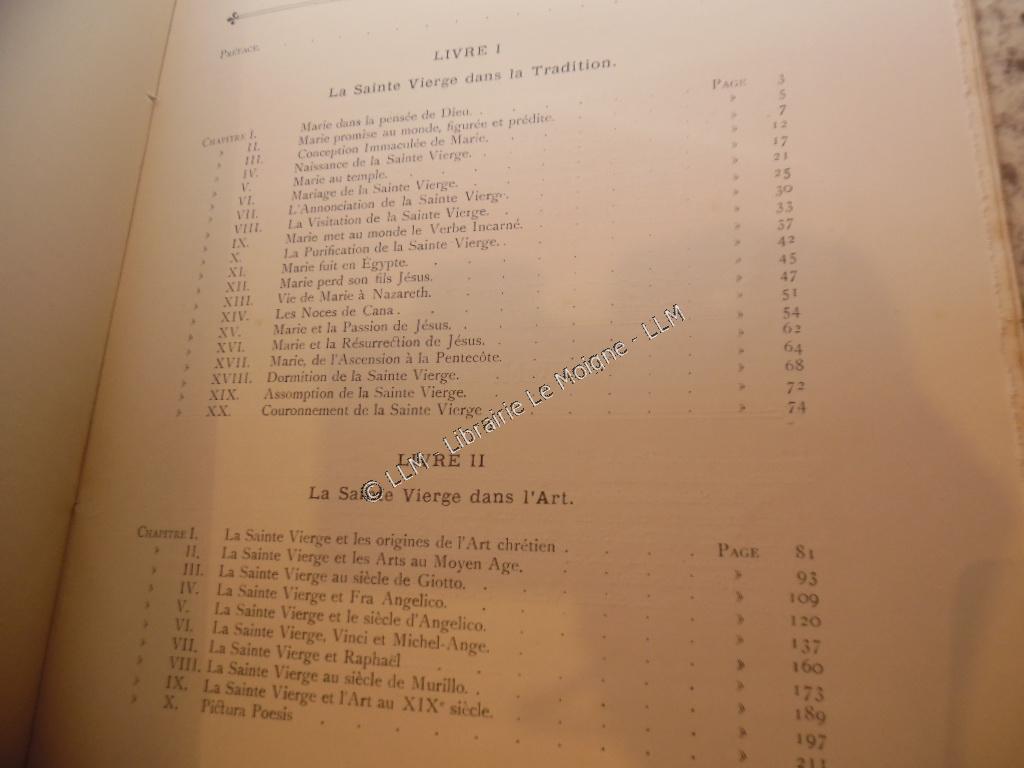 PRÉFACE.
LIVRE I
La Sainte Vierge dans la Tradition.
CHAPITRE I. Marie dans la pensée de Dieu. PAGE 3
» II. Marie promise au monde, figurée et prédite. » 5
» III. Conception Immaculée de Marie. » 7
» IV. Naissance de la Sainte Vierge. » 12
» V. Marie au temple. » 17
» VI. Mariage de la Sainte Vierge. » 21
» VII. L'Annonciation de la Sainte Vierge. » 25
» VIII. La Visitation de la Sainte Vierge. » 30
» IX. Marie met au monde le Verbe Incarné. » 33
» X. La Purification de la Sainte Vierge. » 37
» XI. Marie fuit en Egypte. » 42
» XII. Marie perd son fils Jésus. » 45
» XIII. Vie de Marie à Nazareth. » 47
» XIV. Les Noces de Cana. » 51
» XV. Marie et la Passion de Jésus. » 54
» XVI. Marie et la Résurrection de Jésus. » 62
» XVII. Marie, de l'Ascension à la Pentecôte. » 64
» XVIII. Dormition de la Sainte Vierge. » 68
» XIX. Assomption de la Sainte Vierge. » 72
» XX. Couronnement de la Sainte Vierge » 74
LIVRE II
La Sainte Vierge dans l'Art.
CHAPITRE I. La Sainte Vierge et les origines de l'Art chrétien . PAGE 81
» II. La Sainte Vierge et les Arts au Moyen Age. » 93
» III. La Sainte Vierge au siècle de Giotto. » 109
» IV. La Sainte Vierge et Fra Angelico. » 120
» V. La Sainte Vierge et le siècle d'Angelico. » 137
» VI. La Sainte Vierge, Vinci et Michel-Ange. » 160
» VII. La Sainte Vierge et Raphaël » 173
» VIII. La Sainte Vierge au siècle de Murillo. » 189
» IX. La Sainte Vierge et l'Art au XIXe siècle. » 197
» X. Pictura Poesis » 211
© LLM - Librairie Le Moigne - LLM